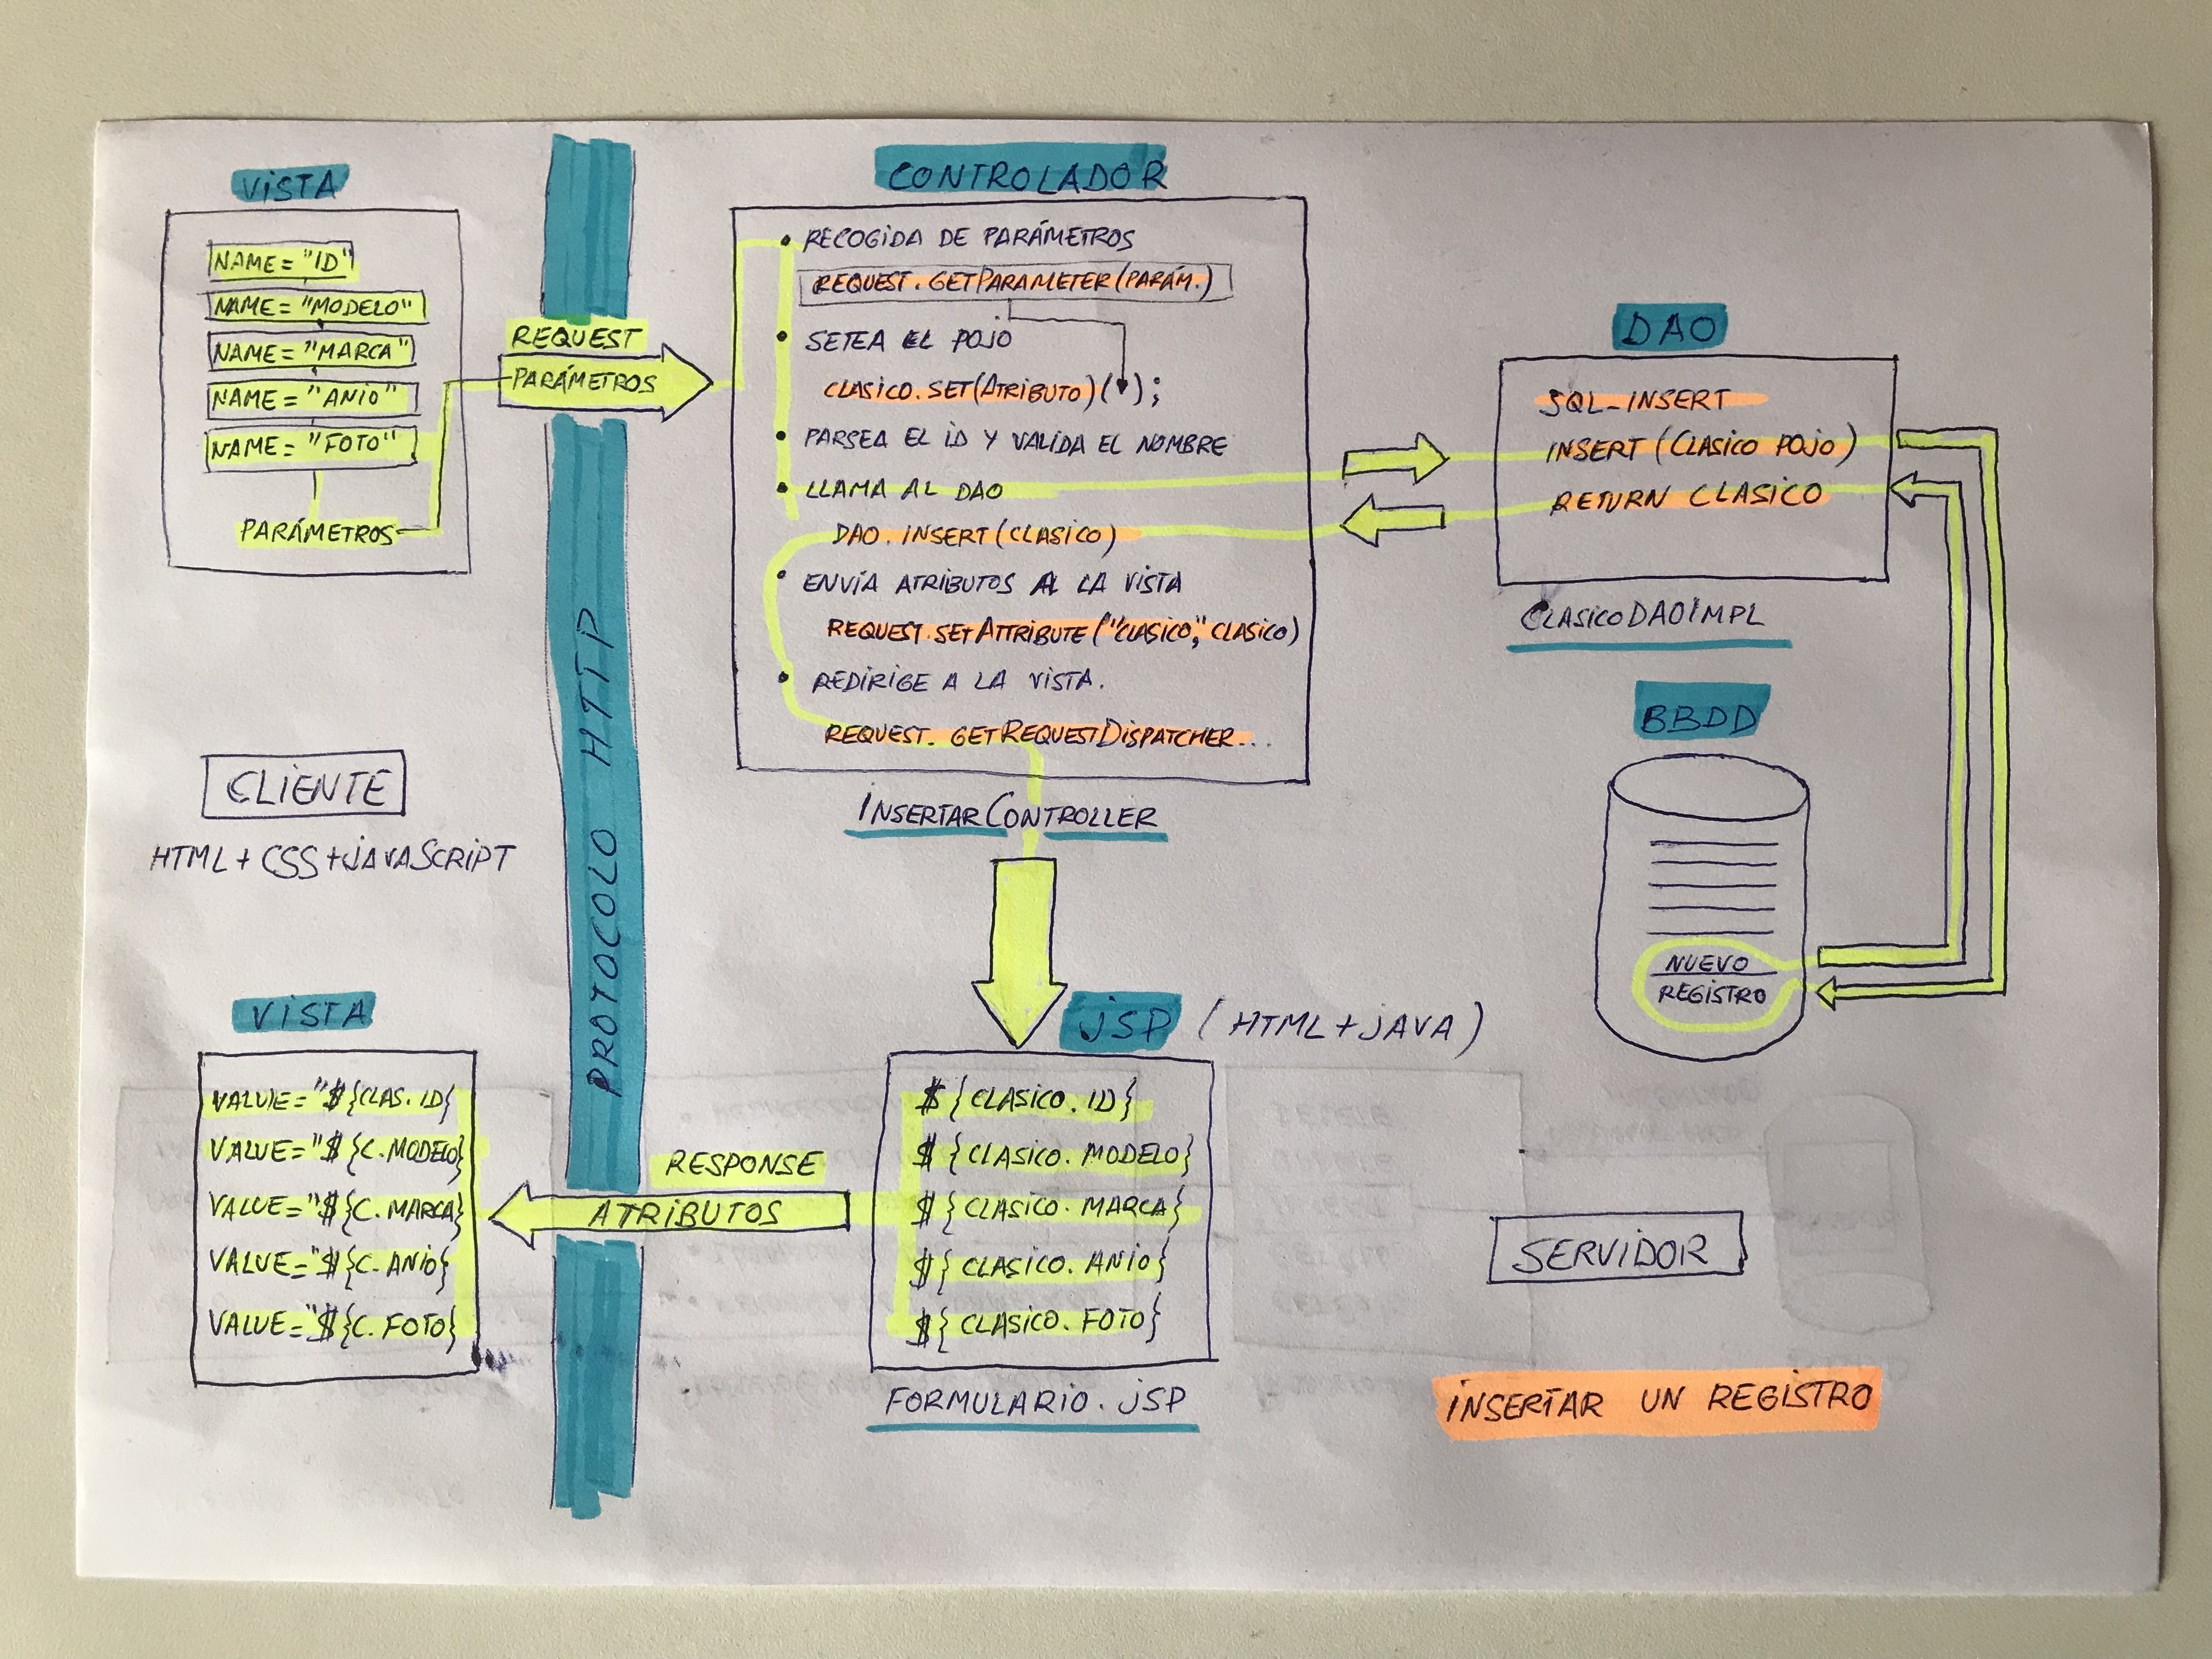 VISTA
NAME="ID"
NAME="MODELO"
NAME="MARCA"
NAME="ANIO"
NAME="FOTO"
PARÁMETROS
REQUEST
PARÁMETROS
PROTOCOLO HTTP
CONTROLADOR
• RECOGIDA DE PARÁMETROS
REQUEST.GETPARAMETER(PARÁM.)
• SETEA EL POJO
CLASICO.SET(ATRIBUTO)( );
• PARSEA EL ID Y VALIDA EL NOMBRE
• LLAMA AL DAO
DAO.INSERT(CLASICO)
• ENVÍA ATRIBUTOS AL LA VISTA
REQUEST.SETATTRIBUTE("CLASICO", CLASICO)
• REDIRIGE A LA VISTA.
REQUEST.GETREQUESTDISPATCHER...
INSERTARCONTROLLER
DAO
SQL_INSERT
INSERT(CLASICO POJO)
RETURN CLASICO
CLASICODAOIMPL
BBDD
NUEVO
REGISTRO
CLIENTE
HTML+CSS+JAVASCRIPT
JSP (HTML+JAVA)
${CLASICO.ID}
${CLASICO.MODELO}
${CLASICO.MARCA}
${CLASICO.ANIO}
${CLASICO.FOTO}
FORMULARIO.JSP
RESPONSE
ATRIBUTOS
VISTA
VALUE="${CLAS.ID}
VALUE="${C.MODELO}
VALUE="${C.MARCA}
VALUE="${C.ANIO}
VALUE="${C.FOTO}
SERVIDOR
INSERTAR UN REGISTRO